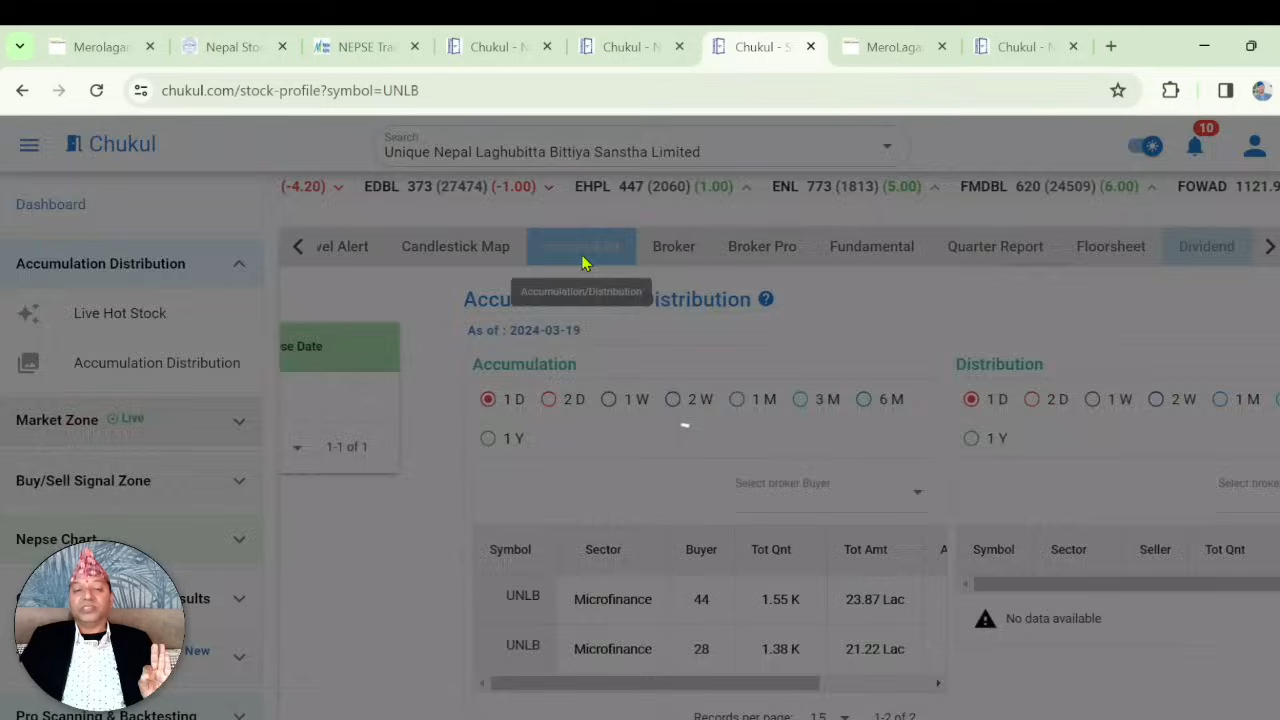 Merolagar
Nepal Sto
NEPSE Tra
Chukul - N
Chukul - N
Chukul - S
MeroLaga
Chukul - N
chukul.com/stock-profile?symbol=UNLB
Chukul
Search
Unique Nepal Laghubitta Bittiya Sanstha Limited
10
(-4.20) EDBL 373 (27474) (-1.00) EHPL 447 (2060) (1.00) ENL 773 (1813) (5.00) FMDBL 620 (24509) (6.00) FOWAD 1121.9
Dashboard
Accumulation Distribution
Live Hot Stock
Accumulation Distribution
Market Zone Live
Buy/Sell Signal Zone
Nepse Chart
ults
New
Pro Scanning & Backtesting
vel Alert Candlestick Map Broker Broker Pro Fundamental Quarter Report Floorsheet Dividend
Accumulation/Distribution
Accu istribution
As of : 2024-03-19
se Date
1-1 of 1
Accumulation
1 D 2 D 1 W 2 W 1 M 3 M 6 M
1 Y
Select broker Buyer
Symbol Sector Buyer Tot Qnt Tot Amt A
UNLB Microfinance 44 1.55 K 23.87 Lac
UNLB Microfinance 28 1.38 K 21.22 Lac
Records per page: 15 1-2 of 2
Distribution
1 D 2 D 1 W 2 W 1 M
1 Y
Select broke
Symbol Sector Seller Tot Qnt
No data available